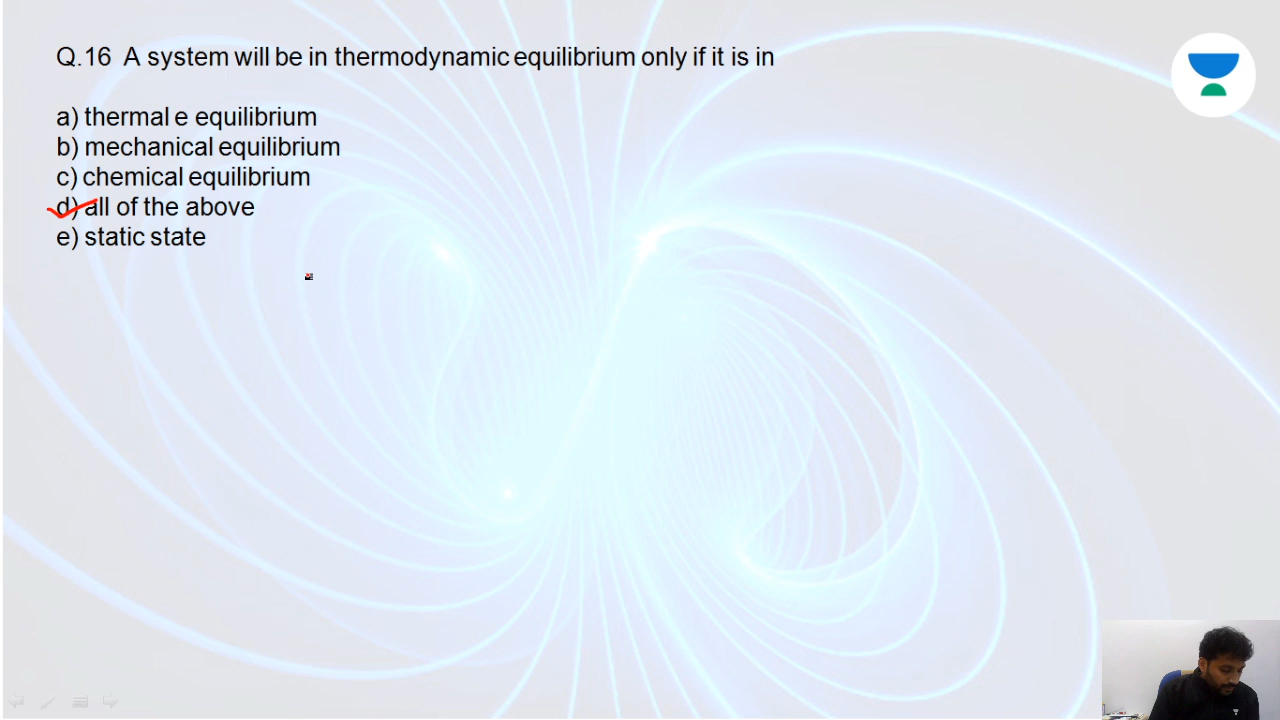 Q.16 A system will be in thermodynamic equilibrium only if it is in
a) thermal e equilibrium
b) mechanical equilibrium
c) chemical equilibrium
d) all of the above
e) static state